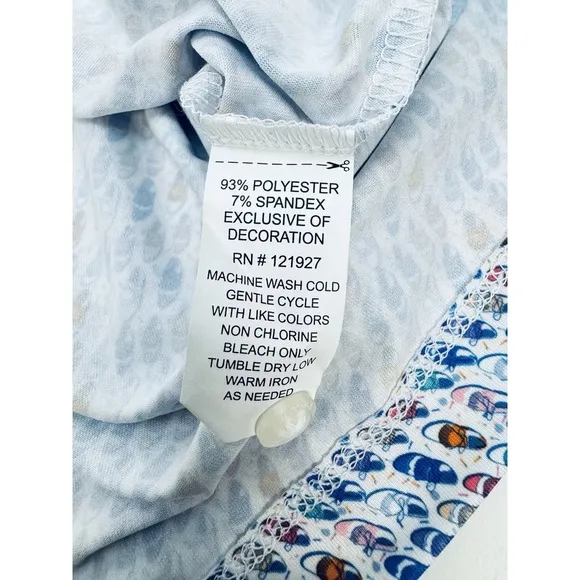 93% POLYESTER
7% SPANDEX
EXCLUSIVE OF
DECORATION
RN # 121927
MACHINE WASH COLD
GENTLE CYCLE
WITH LIKE COLORS
NON CHLORINE
BLEACH ONLY
TUMBLE DRY LOW
WARM IRON
AS NEEDED